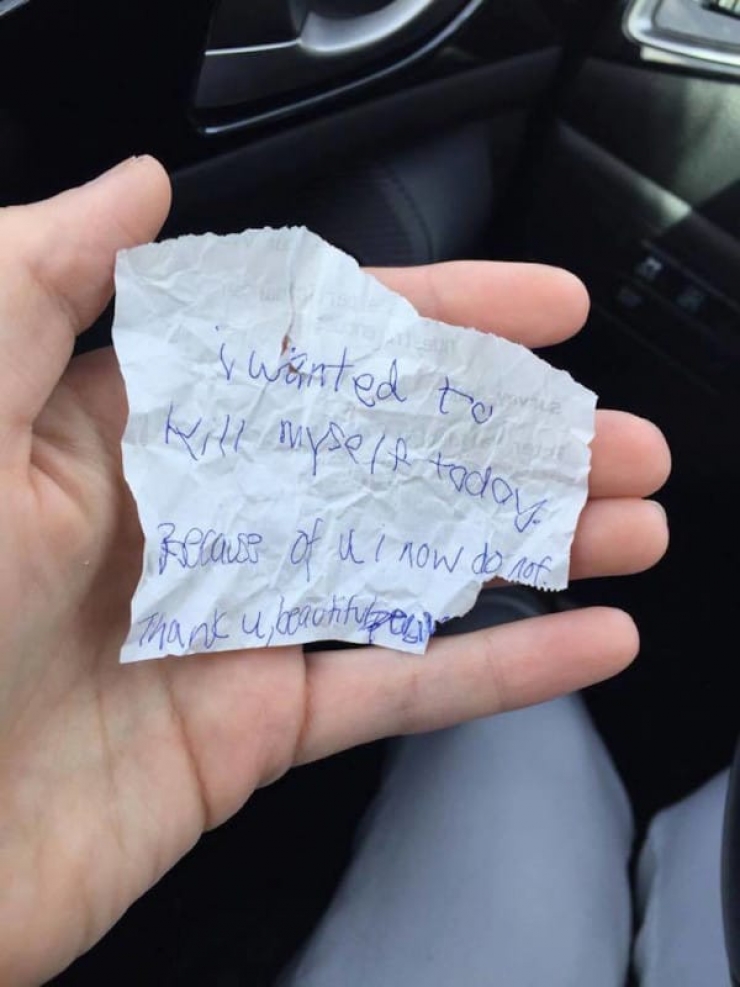 i wanted to
kill myself today.
Because of u i now do not.
Thank u, beautiful